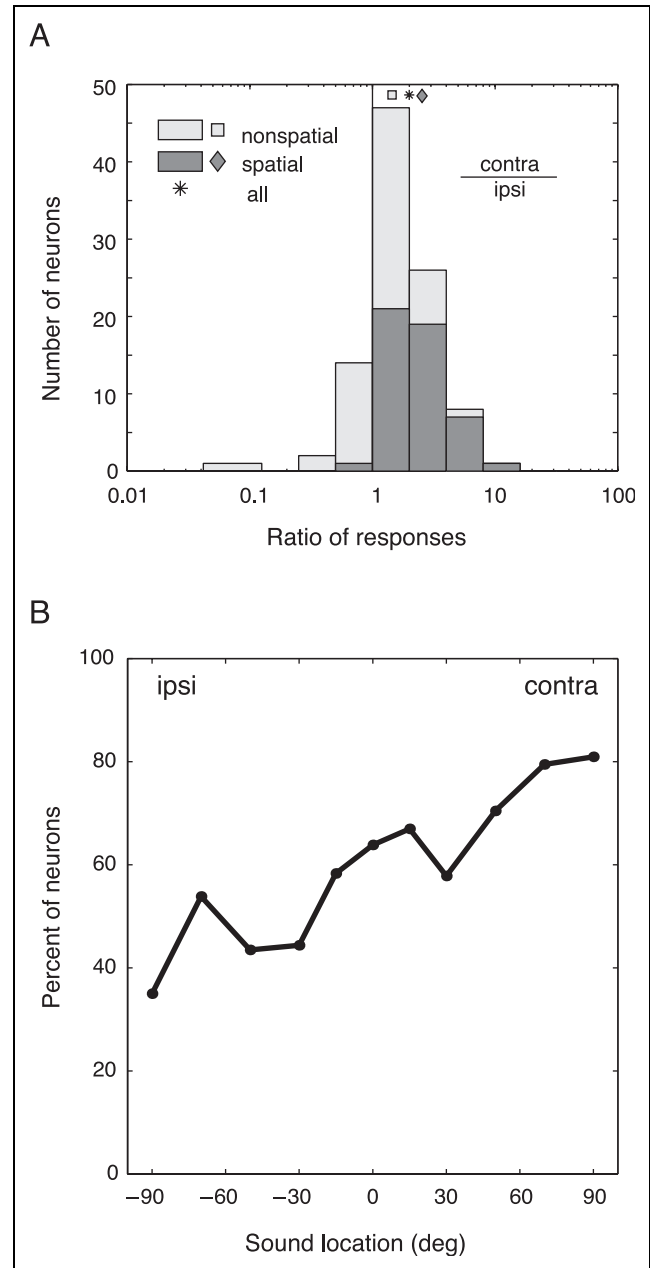 A
50
40
30
20
10
0
Number of neurons
nonspatial
spatial
* all
contra
ipsi
0.01 0.1 1 10 100
Ratio of responses
B
100
80
60
40
20
0
Percent of neurons
ipsi contra
−90 −60 −30 0 30 60 90
Sound location (deg)